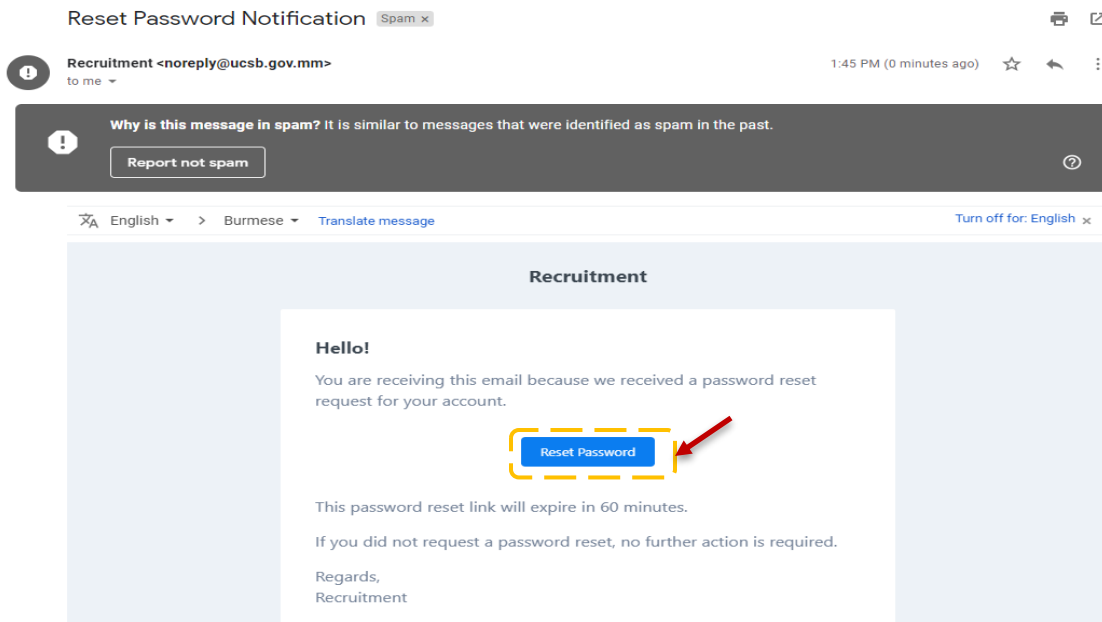 Reset Password Notification Spam x
Recruitment <noreply@ucsb.gov.mm> 1:45 PM (0 minutes ago)
to me
Why is this message in spam? It is similar to messages that were identified as spam in the past.
Report not spam
English > Burmese Translate message Turn off for: English x
Recruitment
Hello!
You are receiving this email because we received a password reset
request for your account.
Reset Password
This password reset link will expire in 60 minutes.
If you did not request a password reset, no further action is required.
Regards,
Recruitment